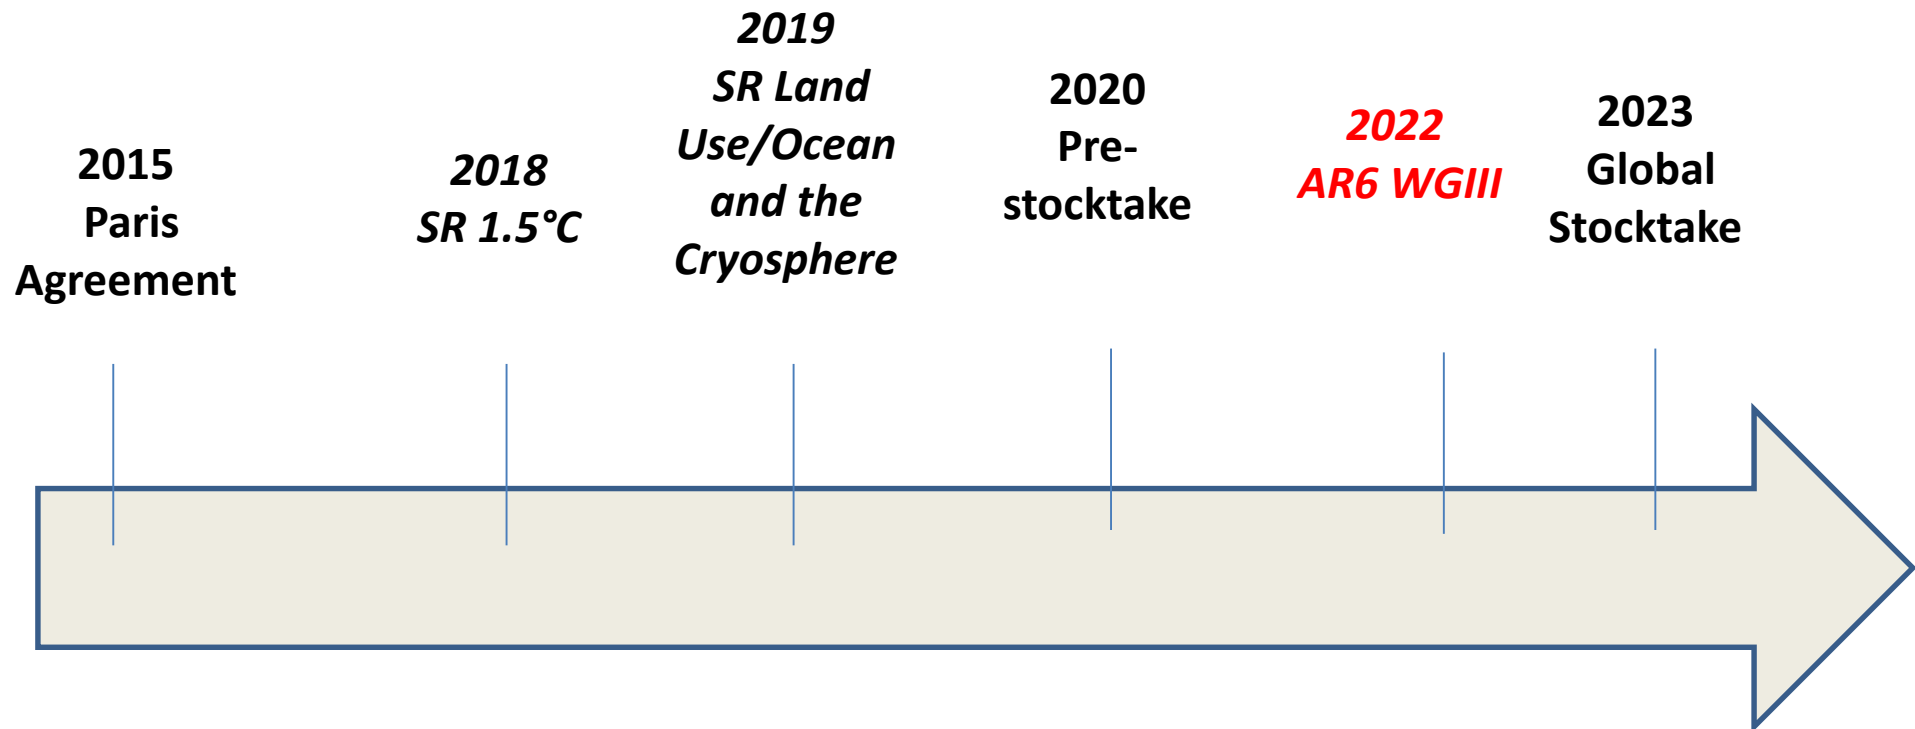 2015
Paris
Agreement
2018
SR 1.5°C
2019
SR Land
Use/Ocean
and the
Cryosphere
2020
Pre-
stocktake
2022
AR6 WGIII
2023
Global
Stocktake